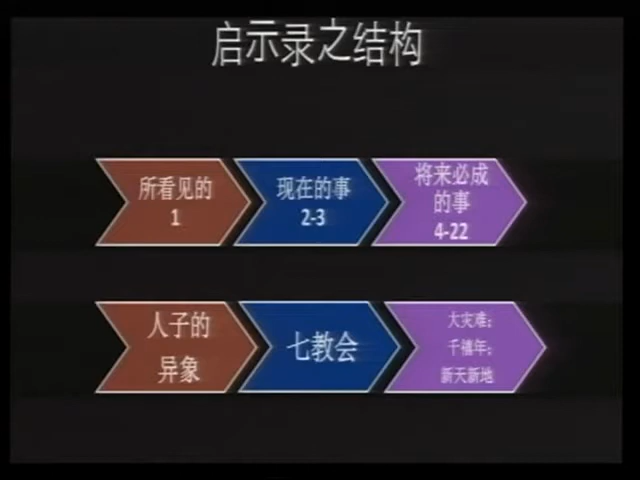 启示录之结构
所看见的
1
现在的事
2-3
将来必成
的事
4-22
人子的
异象
七教会
大灾难;
千禧年;
新天新地